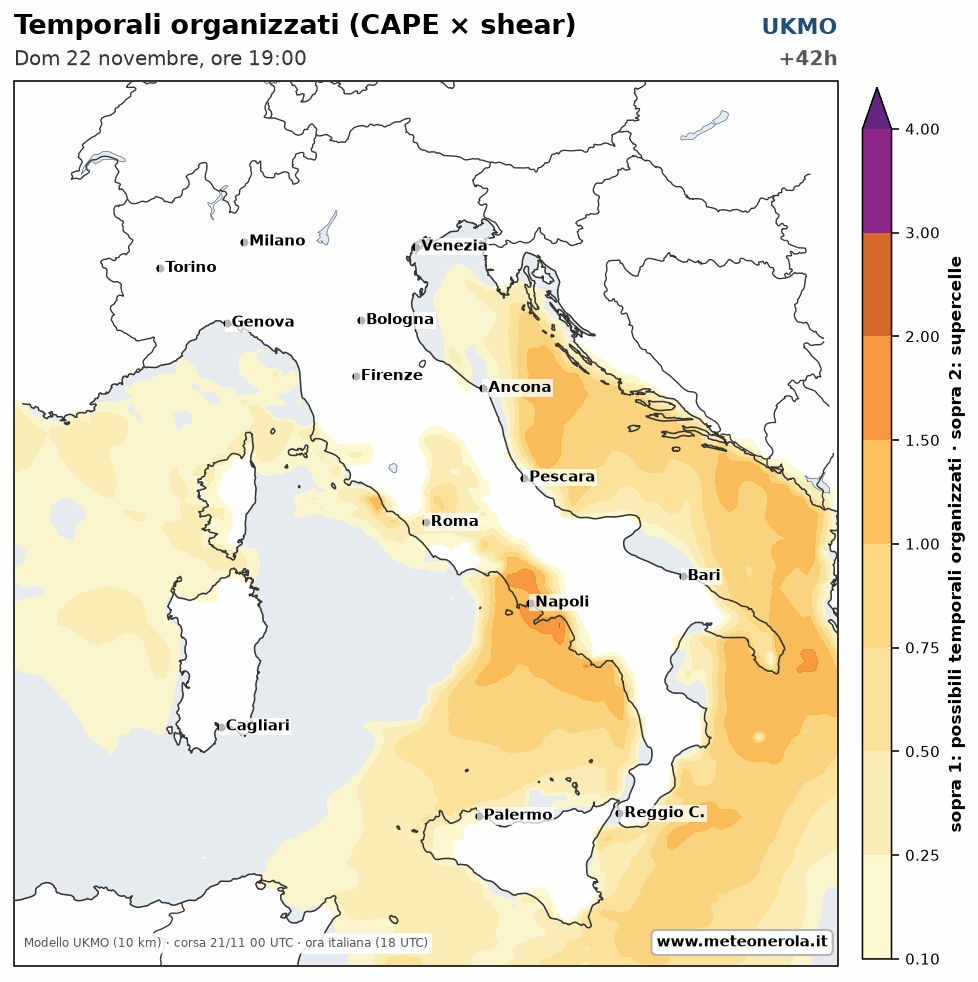 Temporali organizzati (CAPE × shear)
UKMO
Dom 22 novembre, ore 19:00
+42h
Milano
Venezia
Torino
Genova
Bologna
Firenze
Ancona
Pescara
Roma
Bari
Napoli
Cagliari
Palermo
Reggio C.
Modello UKMO (10 km) · corsa 21/11 00 UTC · ora italiana (18 UTC)
www.meteonerola.it
4.00
3.00
2.00
1.50
1.00
0.75
0.50
0.25
0.10
sopra 1: possibili temporali organizzati · sopra 2: supercelle